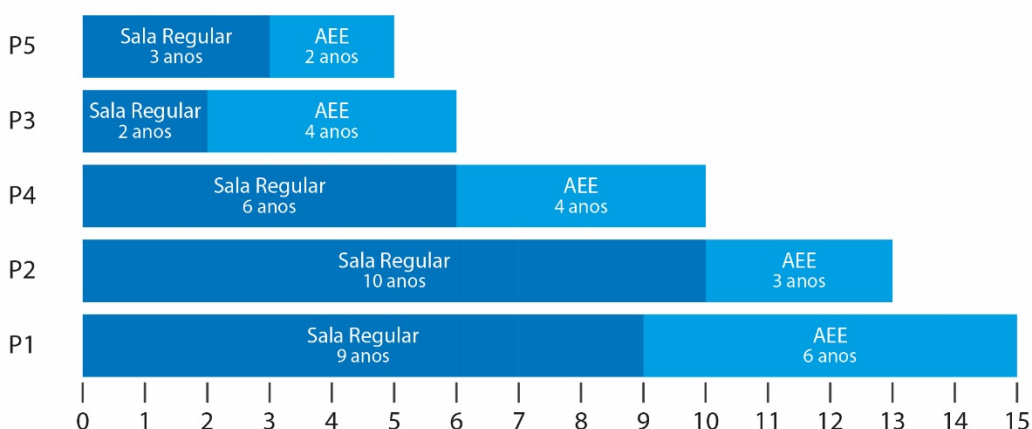 P5
Sala Regular
3 anos
AEE
2 anos
P3
Sala Regular
2 anos
AEE
4 anos
P4
Sala Regular
6 anos
AEE
4 anos
P2
Sala Regular
10 anos
AEE
3 anos
P1
Sala Regular
9 anos
AEE
6 anos
0 1 2 3 4 5 6 7 8 9 10 11 12 13 14 15